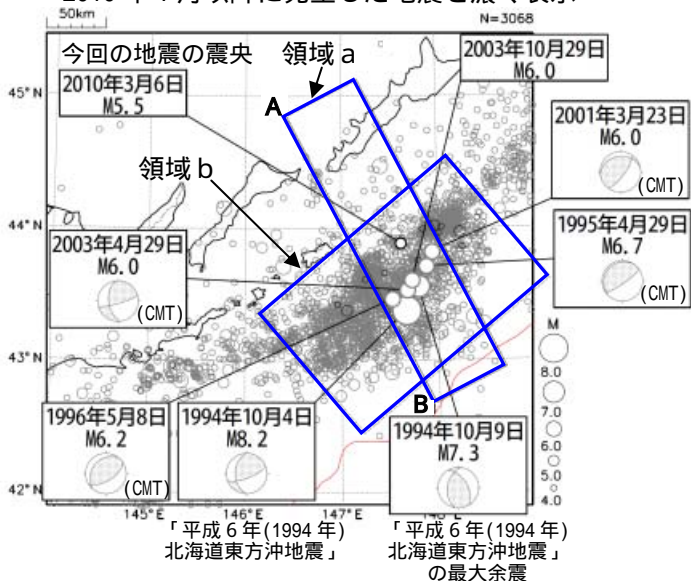 50km
N=3068
今回の地震の震央
領域a
2003年10月29日
M6.0
2010年3月6日
M5.5
A
2001年3月23日
M6.0
(CMT)
領域b
1995年4月29日
M6.7
(CMT)
2003年4月29日
M6.0
(CMT)
45°N
44°N
43°N
42°N
M
8.0
7.0
6.0
5.0
4.0
B
1996年5月8日
M6.2
(CMT)
1994年10月4日
M8.2
1994年10月9日
M7.3
145°E
146°E
147°E
「平成6年(1994年)
北海道東方沖地震」
「平成6年(1994年)
北海道東方沖地震」
の最大余震